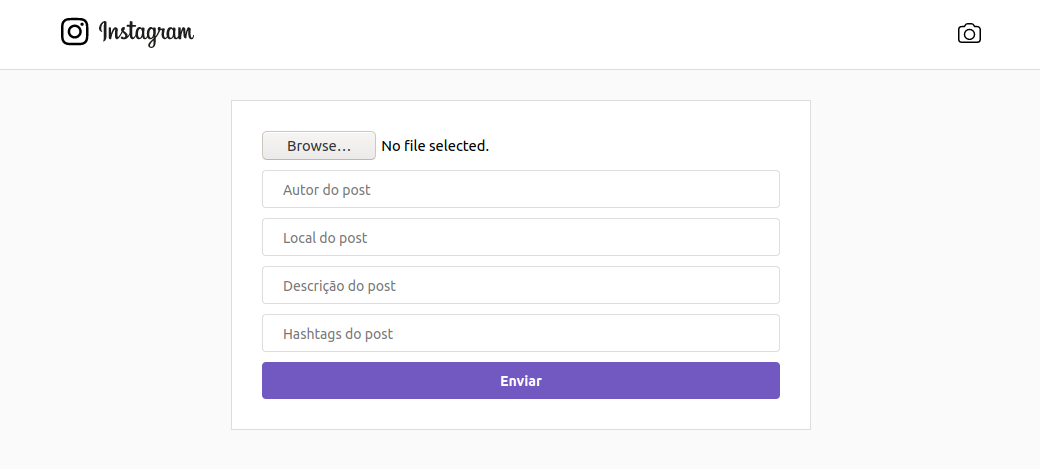 Instagram
Browse... No file selected.
Autor do post
Local do post
Descrição do post
Hashtags do post
Enviar